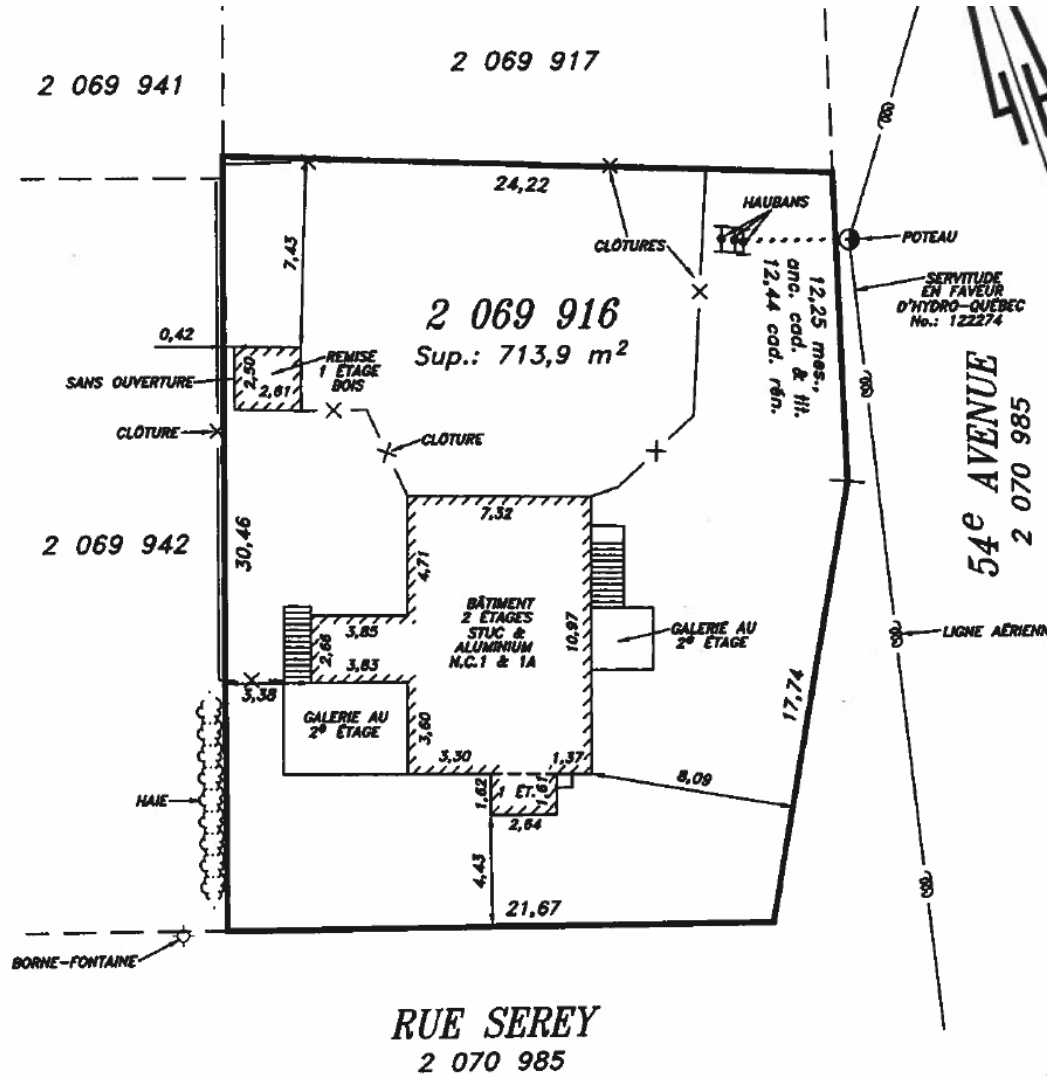 2 069 941
2 069 917
24,22
HAUBANS
CLÔTURES
POTEAU
7,43
SERVITUDE
EN FAVEUR
D'HYDRO-QUÉBEC
No.: 122274
12,25 mes.,
anc. cad. & tit.
12,44 cad. rén.
2 069 916
Sup.: 713,9 m²
0,42
REMISE
1 ÉTAGE
BOIS
SANS OUVERTURE
2,50
2,61
CLÔTURE
CLÔTURE
54e AVENUE
2 070 985
7,32
30,46
2 069 942
4,71
BÂTIMENT
2 ÉTAGES
STUC &
ALUMINIUM
N.C.1 & 1A
10,97
3,85
2,66
3,83
GALERIE AU
2e ÉTAGE
LIGNE AÉRIENN
3,38
17,74
GALERIE AU
2e ÉTAGE
3,60
3,30
1,37
8,09
HAIE
1,62
1 ÉT.
1,61
2,64
4,43
21,67
BORNE-FONTAINE
RUE SEREY
2 070 985